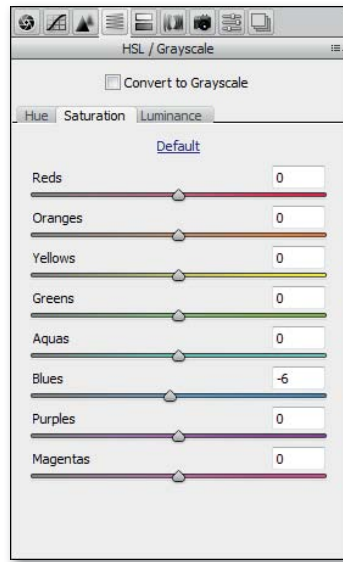 HSL / Grayscale
Convert to Grayscale
Hue Saturation Luminance
Default
Reds 0
Oranges 0
Yellows 0
Greens 0
Aquas 0
Blues -6
Purples 0
Magentas 0